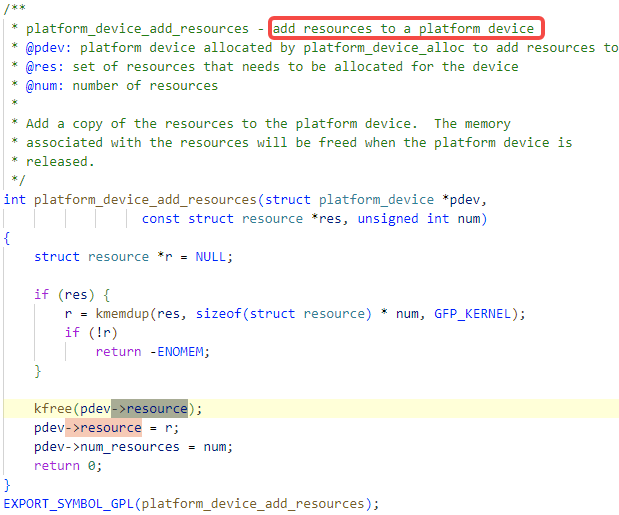 /**
 * platform_device_add_resources - add resources to a platform device
 * @pdev: platform device allocated by platform_device_alloc to add resources to
 * @res: set of resources that needs to be allocated for the device
 * @num: number of resources
 *
 * Add a copy of the resources to the platform device.  The memory
 * associated with the resources will be freed when the platform device is
 * released.
 */
int platform_device_add_resources(struct platform_device *pdev,
                  const struct resource *res, unsigned int num)
{
    struct resource *r = NULL;

    if (res) {
        r = kmemdup(res, sizeof(struct resource) * num, GFP_KERNEL);
        if (!r)
            return -ENOMEM;
    }

    kfree(pdev->resource);
    pdev->resource = r;
    pdev->num_resources = num;
    return 0;
}
EXPORT_SYMBOL_GPL(platform_device_add_resources);